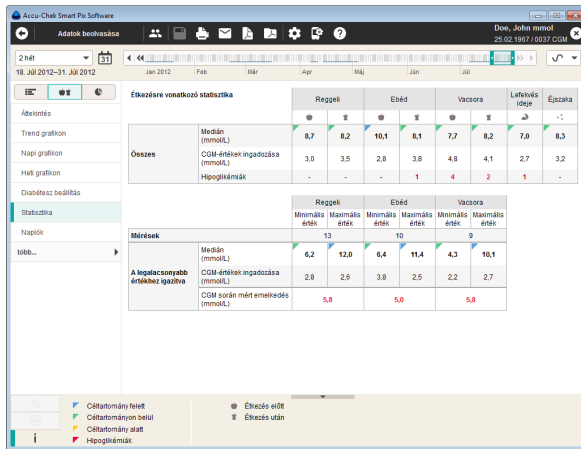 Accu-Chek Smart Pix Software
Adatok beolvasása
Doe, John mmol
25.02.1967 / 0037 CGM
2 hét
31
18. Júl 2012–31. Júl 2012
Jan 2012 Feb Már Apr Máj Jún Júl
Áttekintés
Trend grafikon
Napi grafikon
Heti grafikon
Diabétesz beállítás
Statisztika
Naplók
több...
Étkezésre vonatkozó statisztika
Reggeli Ebéd Vacsora Lefekvés ideje Éjszaka
Összes
Medián (mmol/L) 8,7 8,2 10,1 8,1 7,7 8,2 7,0 8,3
CGM-értékek ingadozása (mmol/L) 3,0 3,5 2,8 3,8 4,8 4,1 2,7 3,2
Hipoglikémiák - - - 1 4 2 1 -
Reggeli Ebéd Vacsora
Minimális érték Maximális érték Minimális érték Maximális érték Minimális érték Maximális érték
Mérések 13 10 9
A legalacsonyabb értékhez igazítva
Medián (mmol/L) 6,2 12,0 6,4 11,4 4,3 10,1
CGM-értékek ingadozása (mmol/L) 2,8 2,6 3,8 2,5 2,2 2,7
CGM során mért emelkedés (mmol/L) 5,8 5,0 5,8
Céltartomány felett
Céltartományon belül
Céltartomány alatt
Hipoglikémiák
Étkezés előtt
Étkezés után
i